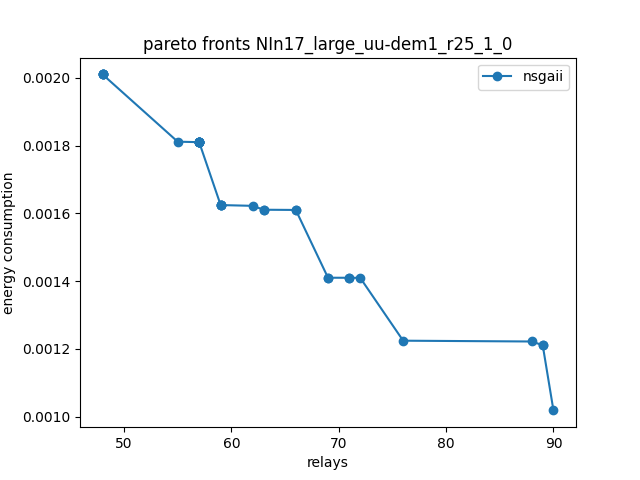 pareto fronts NIn17_large_uu-dem1_r25_1_0
nsgaii
energy consumption
0.0020
0.0018
0.0016
0.0014
0.0012
0.0010
50 60 70 80 90
relays